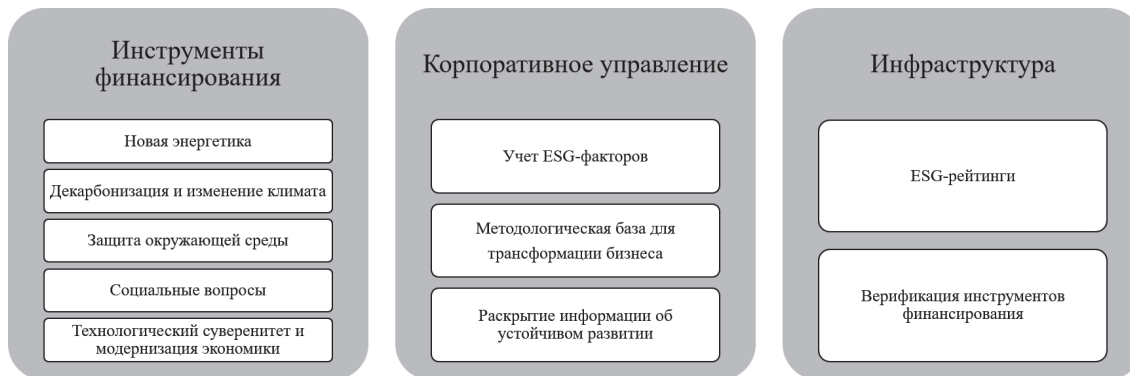 Инструменты
финансирования
Новая энергетика
Декарбонизация и изменение климата
Защита окружающей среды
Социальные вопросы
Технологический суверенитет и
модернизация экономики
Корпоративное управление
Учет ESG-факторов
Методологическая база для
трансформации бизнеса
Раскрытие информации об
устойчивом развитии
Инфраструктура
ESG-рейтинги
Верификация инструментов
финансирования